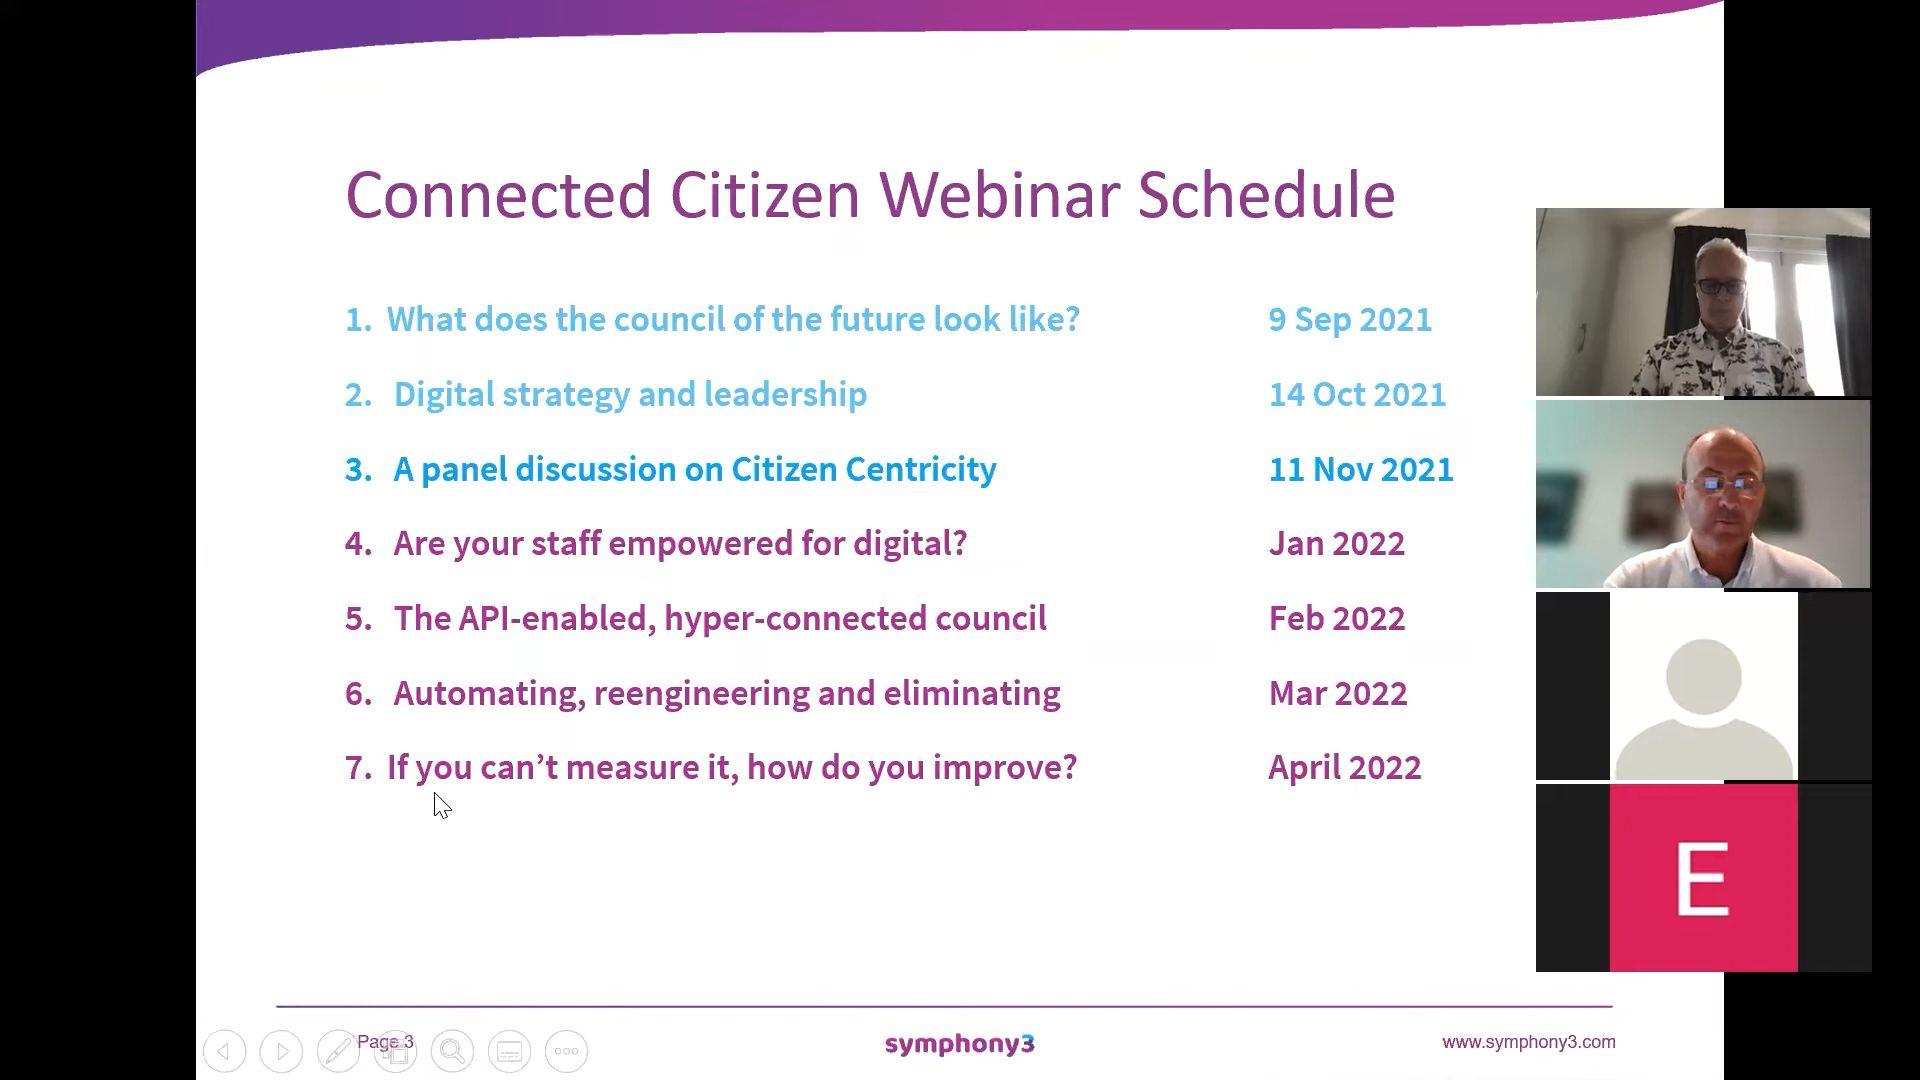 Connected Citizen Webinar Schedule
1. What does the council of the future look like? 9 Sep 2021
2. Digital strategy and leadership 14 Oct 2021
3. A panel discussion on Citizen Centricity 11 Nov 2021
4. Are your staff empowered for digital? Jan 2022
5. The API-enabled, hyper-connected council Feb 2022
6. Automating, reengineering and eliminating Mar 2022
7. If you can’t measure it, how do you improve? April 2022
E
Page 3 symphony3 www.symphony3.com